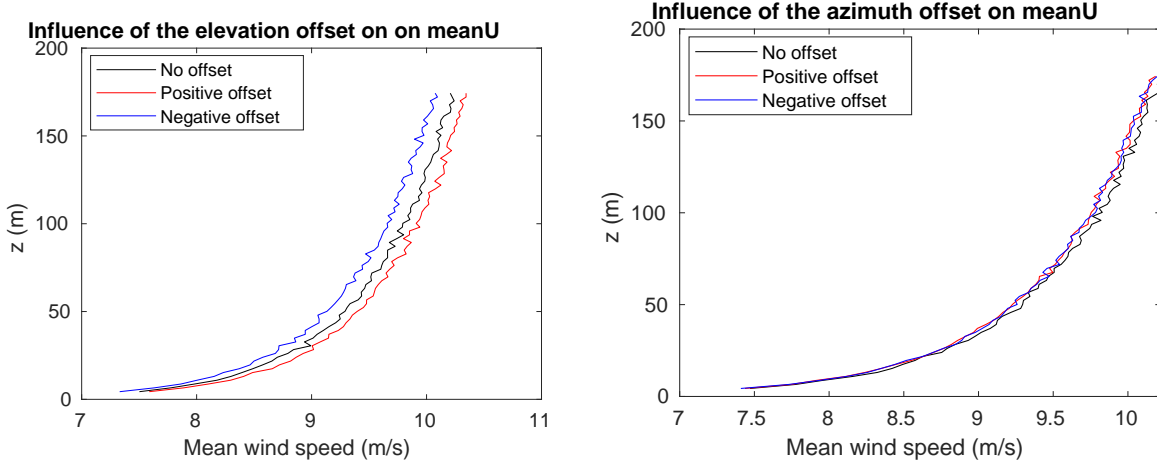 Influence of the elevation offset on on meanU
200
150
100
50
0
z (m)
No offset
Positive offset
Negative offset
7
8
9
10
11
Mean wind speed (m/s)
Influence of the azimuth offset on meanU
200
150
100
50
0
z (m)
No offset
Positive offset
Negative offset
7
7.5
8
8.5
9
9.5
10
Mean wind speed (m/s)